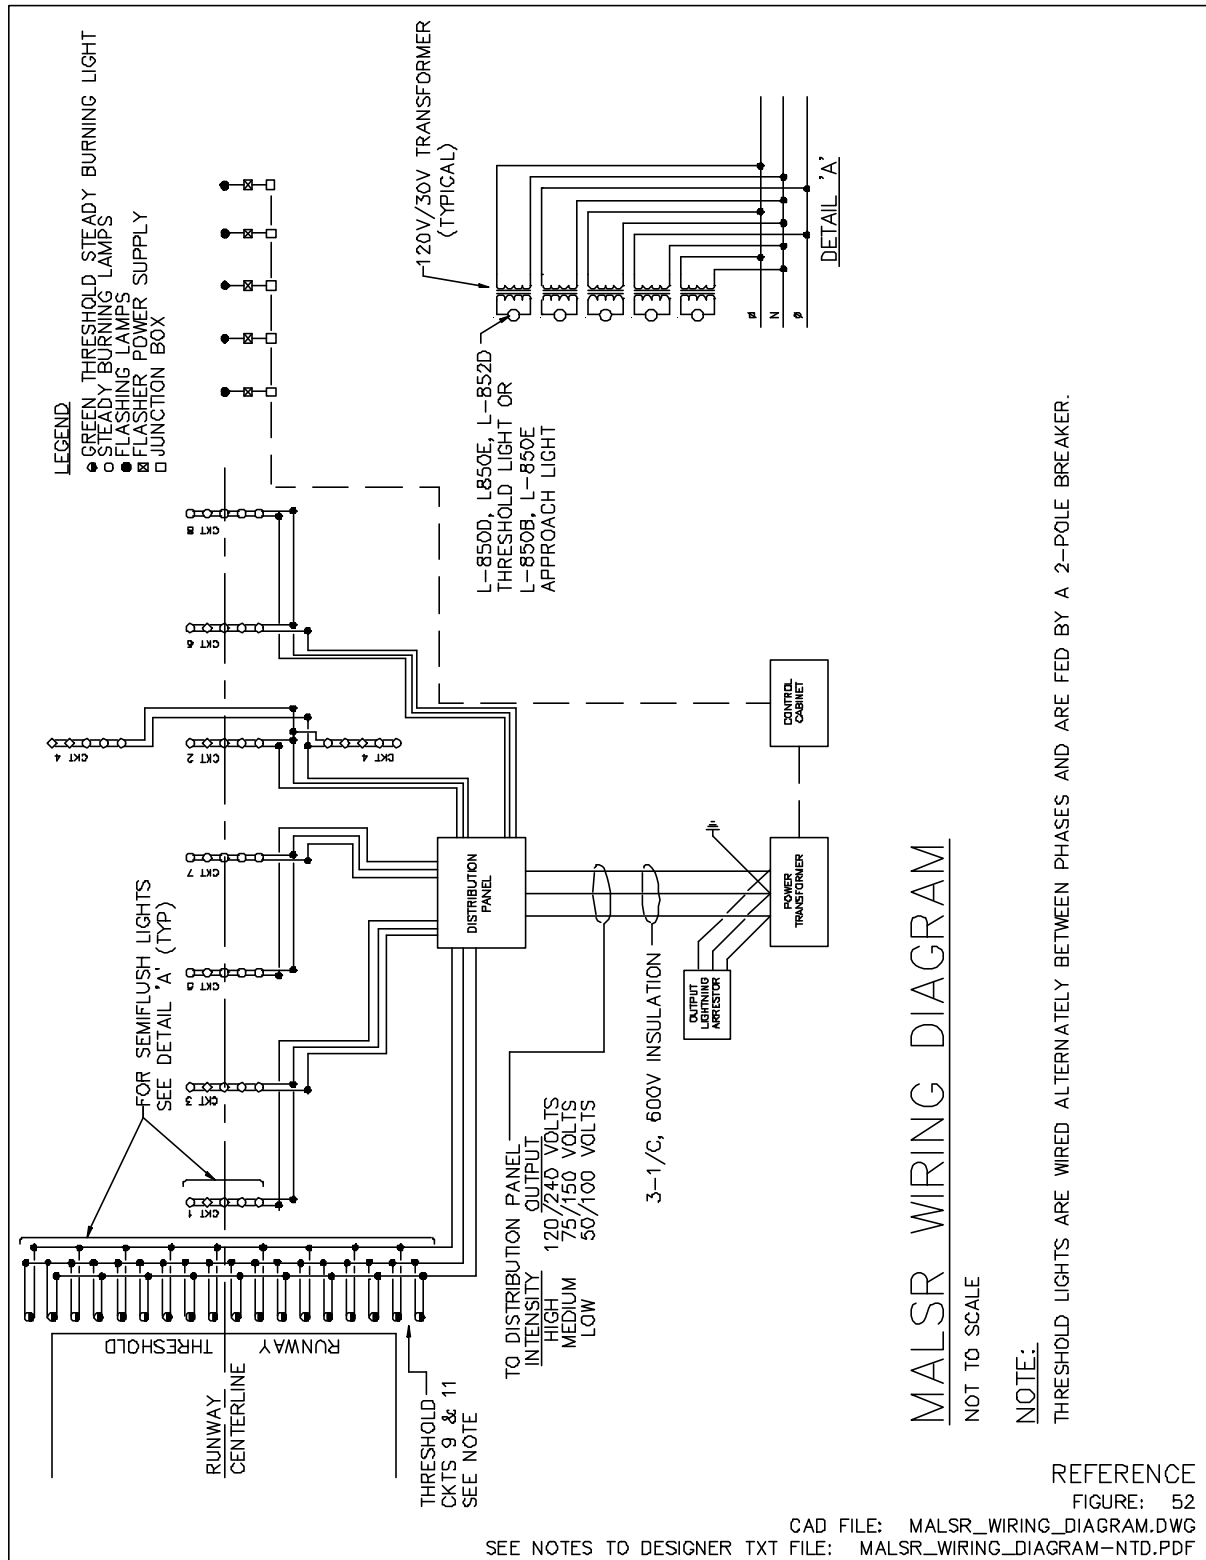 LEGEND
GREEN THRESHOLD STEADY BURNING LIGHT
STEADY BURNING LAMPS
FLASHING LAMPS
FLASHER POWER SUPPLY
JUNCTION BOX
FOR SEMIFLUSH LIGHTS
SEE DETAIL 'A' (TYP)
CKT 4
CKT 1
CKT 3
CKT 5
CKT 7
CKT 2
CKT 6
CKT 8
CKT 4
RUNWAY
THRESHOLD
RUNWAY
CENTERLINE
THRESHOLD
CKTS 9 & 11
SEE NOTE
120V/30V TRANSFORMER
(TYPICAL)
L-850D, L850E, L-852D
THRESHOLD LIGHT OR
L-850B, L-850E
APPROACH LIGHT
Ø
N
Ø
DETAIL 'A'
DISTRIBUTION
PANEL
TO DISTRIBUTION PANEL
INTENSITY OUTPUT
HIGH 120/240 VOLTS
MEDIUM 75/150 VOLTS
LOW 50/100 VOLTS
3-1/C, 600V INSULATION
OUTPUT
LIGHTNING
ARRESTOR
POWER
TRANSFORMER
CONTROL
CABINET
MALSR WIRING DIAGRAM
NOT TO SCALE
NOTE:
THRESHOLD LIGHTS ARE WIRED ALTERNATELY BETWEEN PHASES AND ARE FED BY A 2-POLE BREAKER.
REFERENCE
FIGURE: 52
CAD FILE: MALSR_WIRING_DIAGRAM.DWG
SEE NOTES TO DESIGNER TXT FILE: MALSR_WIRING_DIAGRAM-NTD.PDF